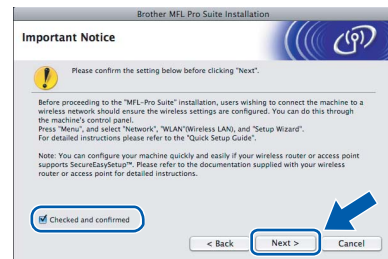 Brother MFL Pro Suite Installation
Important Notice
Please confirm the setting below before clicking "Next".
Before proceeding to the "MFL-Pro Suite" installation, users wishing to connect the machine to a
wireless network should ensure the wireless settings are configured. You can do this through
the machine's control panel.
Press "Menu", and select "Network", "WLAN"(Wireless LAN), and "Setup Wizard".
For detailed instructions please refer to the "Quick Setup Guide".
Note: You can configure your machine quickly and easily if your wireless router or access point
supports SecureEasySetup™. Please refer to the documentation supplied with your wireless
router or access point for detailed instructions.
Checked and confirmed
< Back Next > Cancel